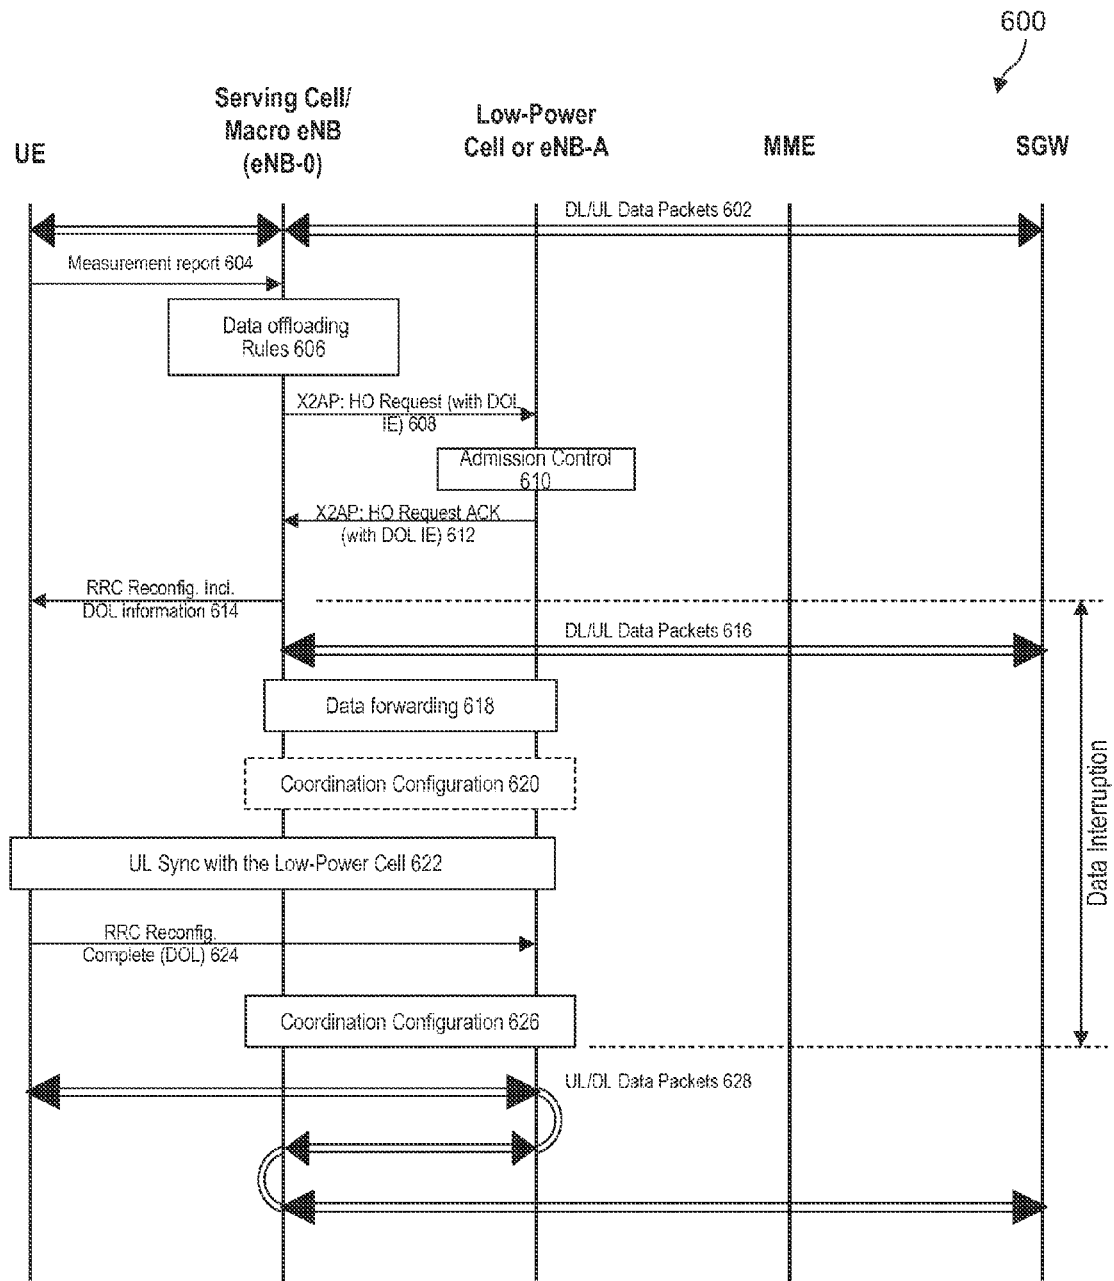 600
Serving Cell/
Macro eNB
(eNB-0)
Low-Power
Cell or eNB-A
UE
MME
SGW
DL/UL Data Packets 602
Measurement report 604
Data offloading
Rules 606
X2AP: HO Request (with DOL
IE) 608
Admission Control
610
X2AP: HO Request ACK
(with DOL IE) 612
RRC Reconfig. Incl.
DOL information 614
DL/UL Data Packets 616
Data forwarding 618
Coordination Configuration 620
Data Interruption
UL Sync with the Low-Power Cell 622
RRC Reconfig.
Complete (DOL) 624
Coordination Configuration 626
UL/DL Data Packets 628